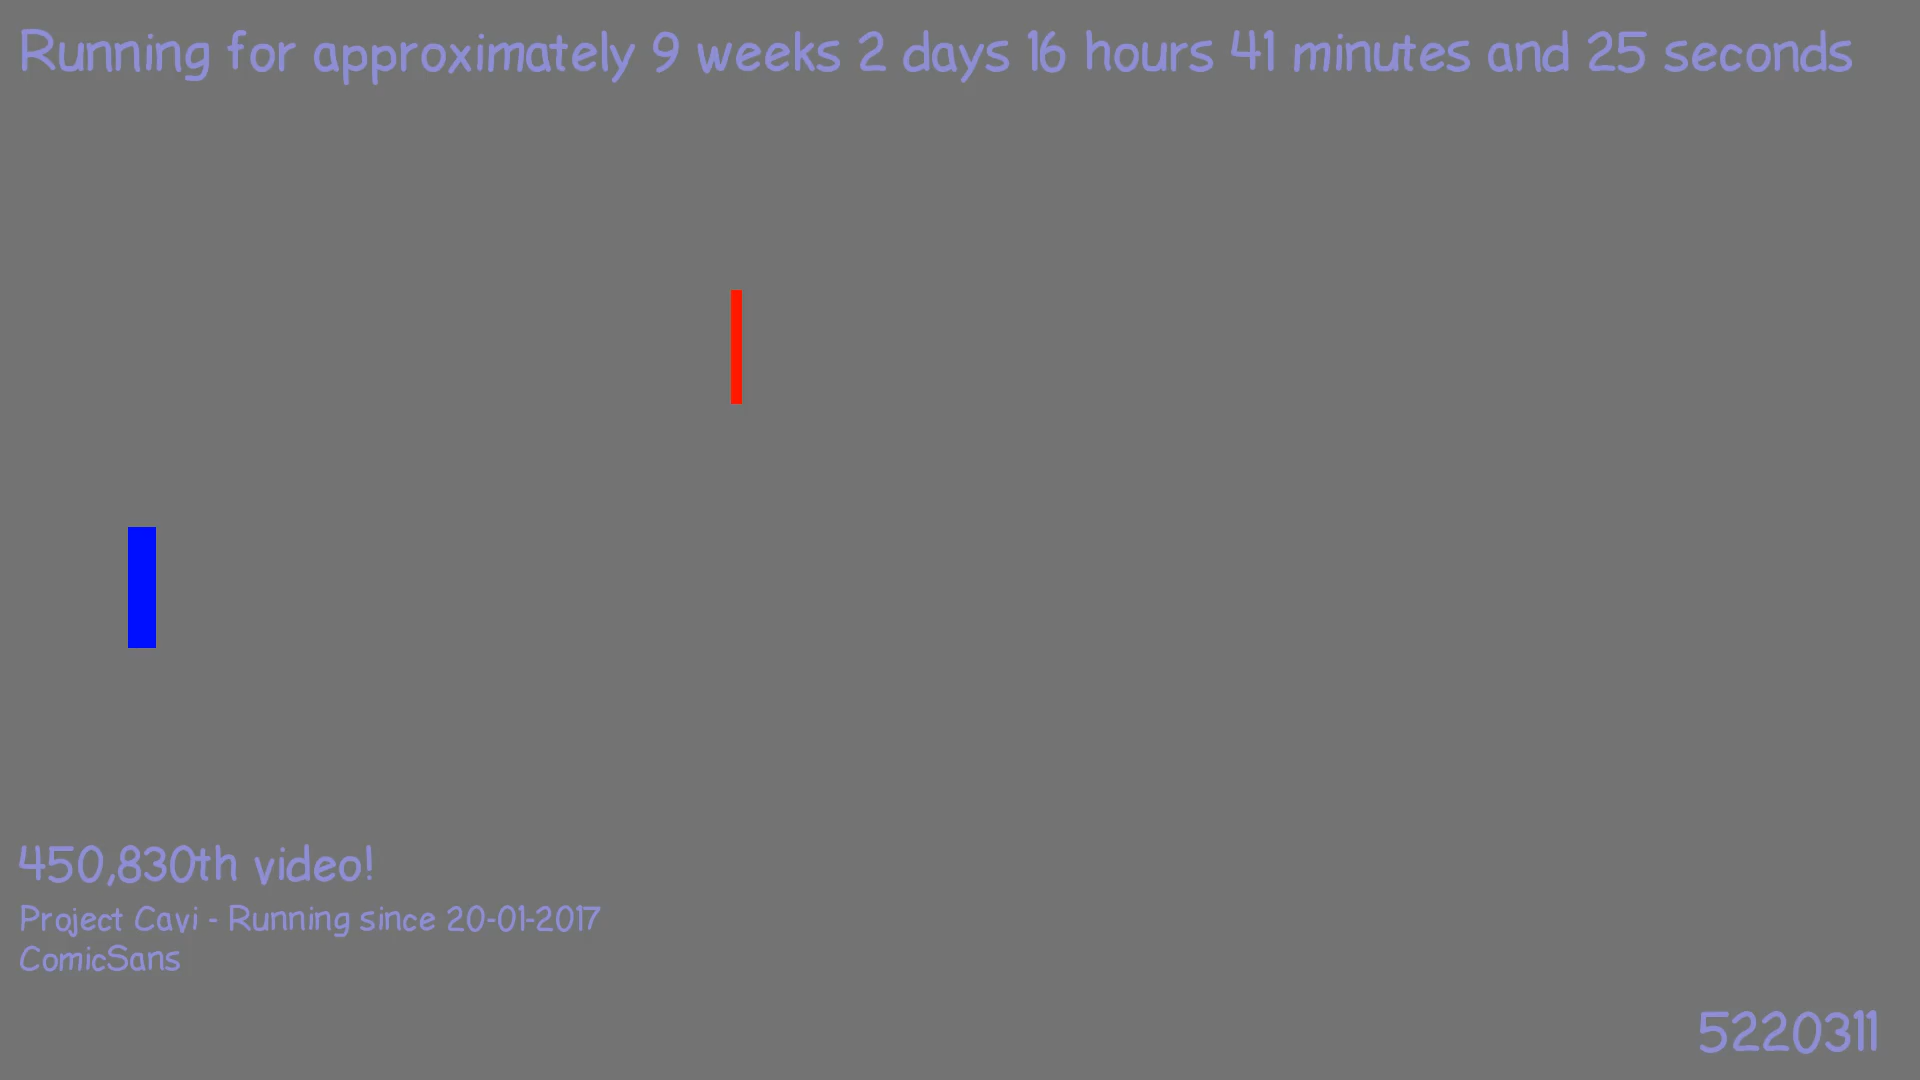 Running for approximately 9 weeks 2 days 16 hours 41 minutes and 25 seconds
450,830th video!
Project Cavi - Running since 20-01-2017
ComicSans
5220311